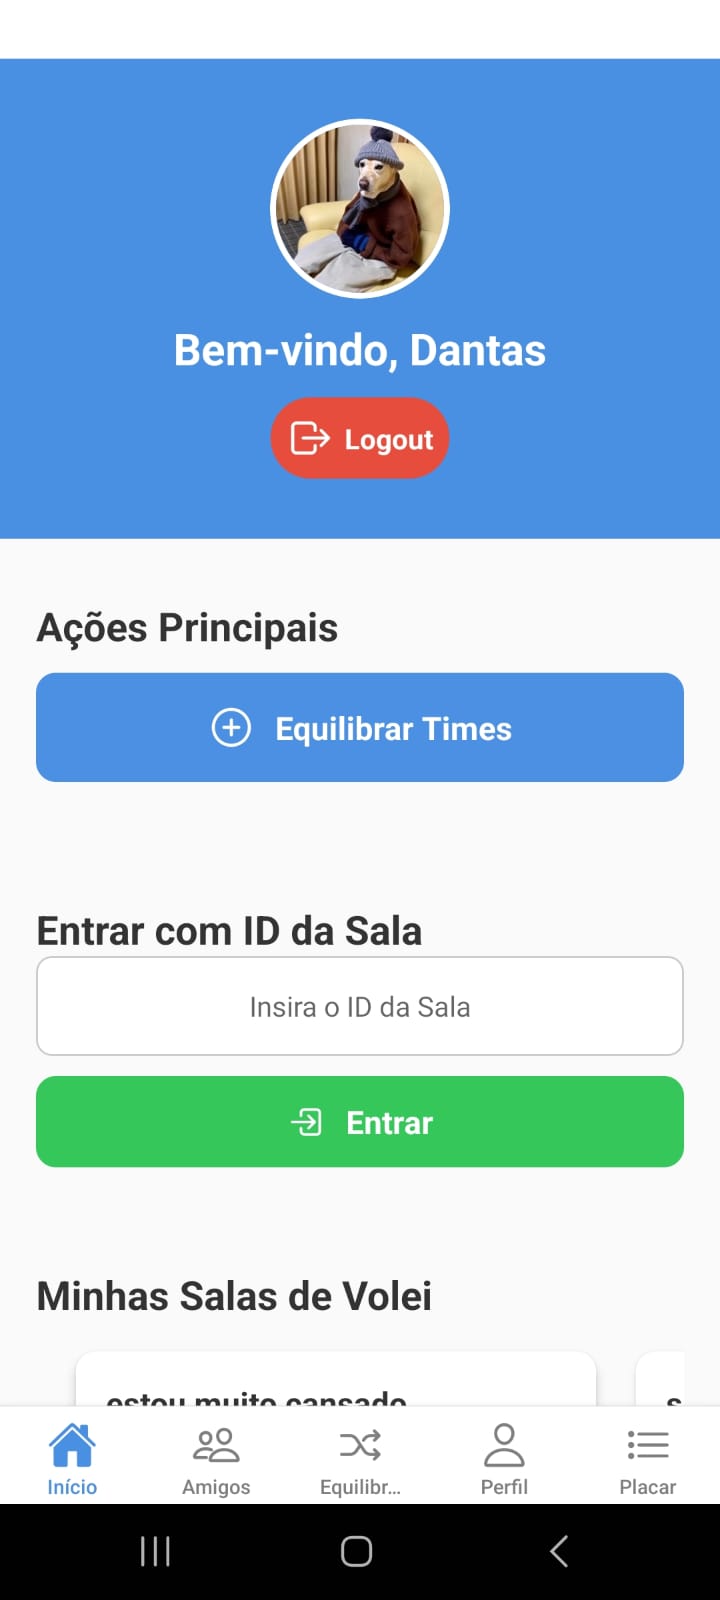 Bem-vindo, Dantas
Logout
Ações Principais
Equilibrar Times
Entrar com ID da Sala
Insira o ID da Sala
Entrar
Minhas Salas de Volei
estou muito cansado
s
Início
Amigos
Equilibr...
Perfil
Placar